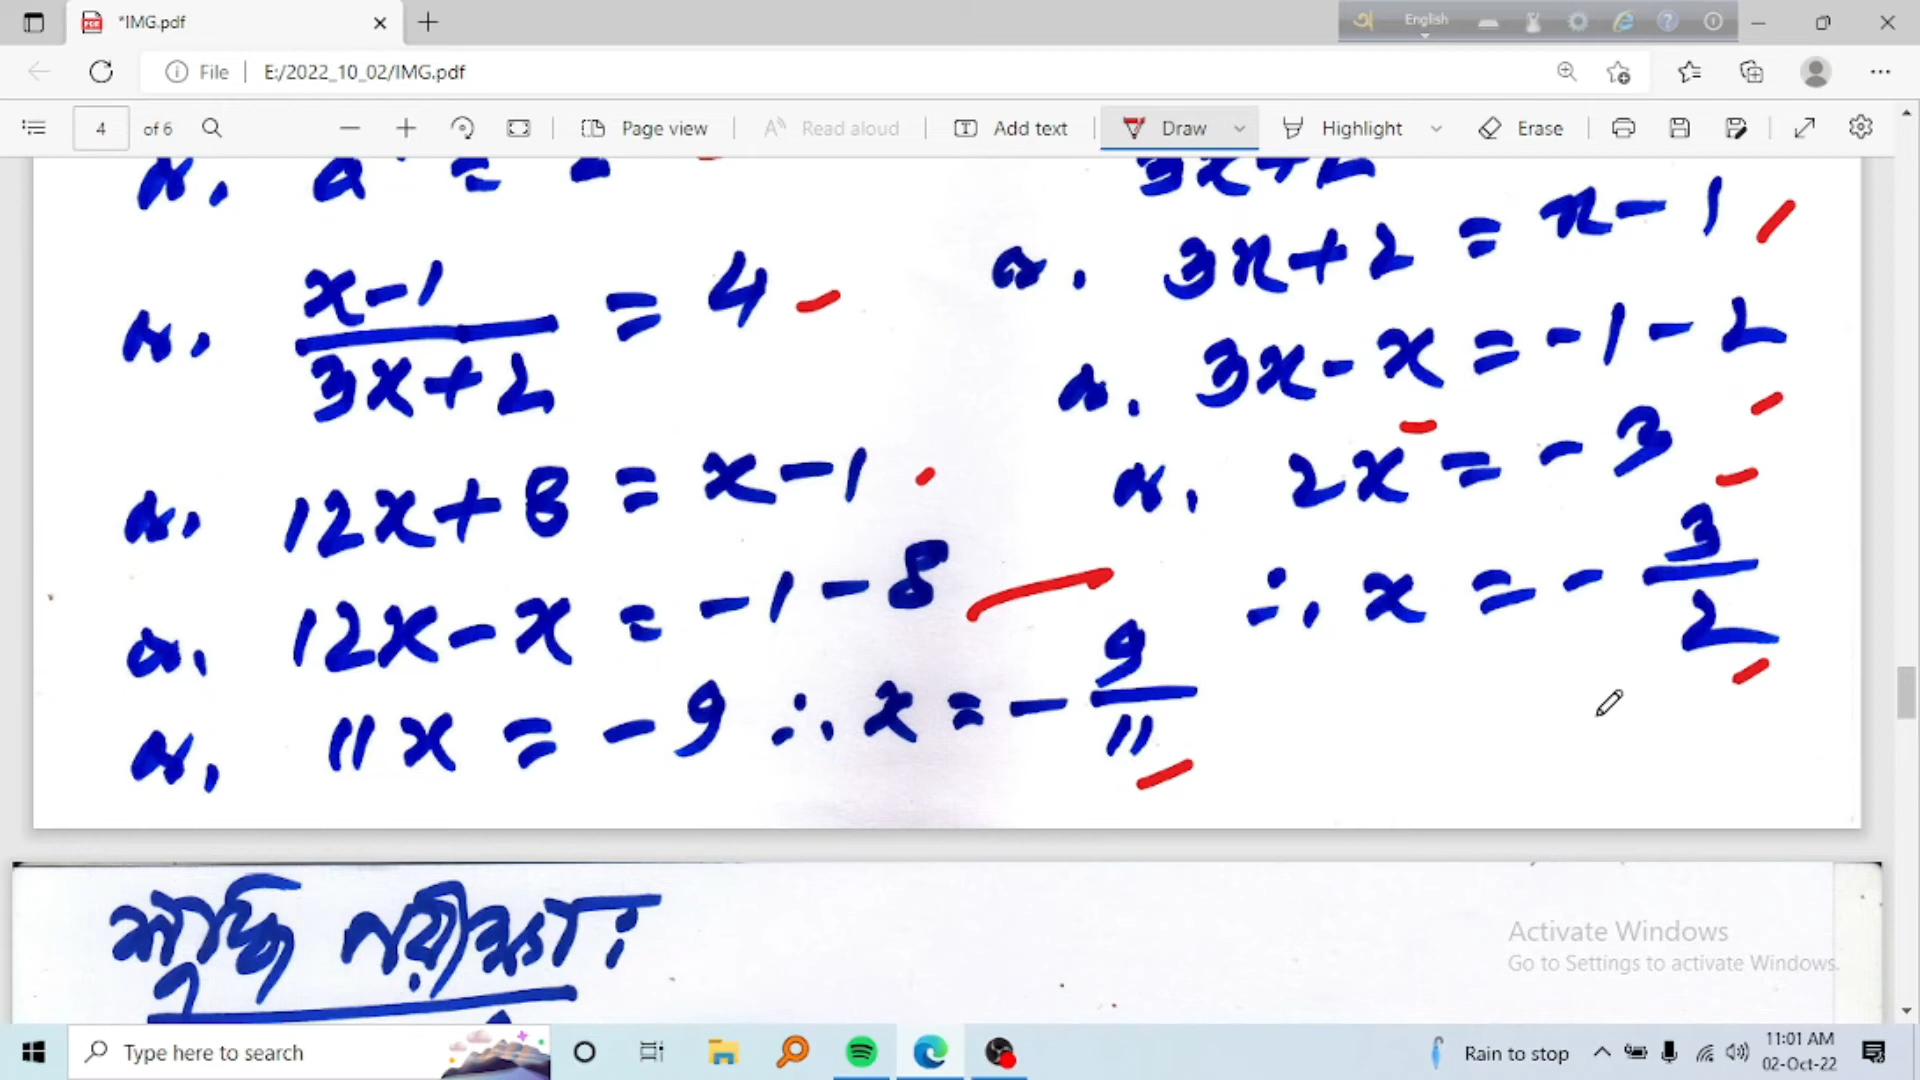 *IMG.pdf
English
File
E:/2022_10_02/IMG.pdf
4 of 6
Page view
Read aloud
Add text
Draw
Highlight
Erase
3x+2
x-1/3x+2 = 4
বা, 12x+8 = x-1
বা, 12x-x = -1-8
বা, 11x = -9 ∴ x = -9/11
বা, 3x+2 = x-1
বা, 3x-x = -1-2
বা, 2x = -3
∴ x = -3/2
শুদ্ধি পরীক্ষা:
Activate Windows
Go to Settings to activate Windows.
Type here to search
Rain to stop
11:01 AM
02-Oct-22